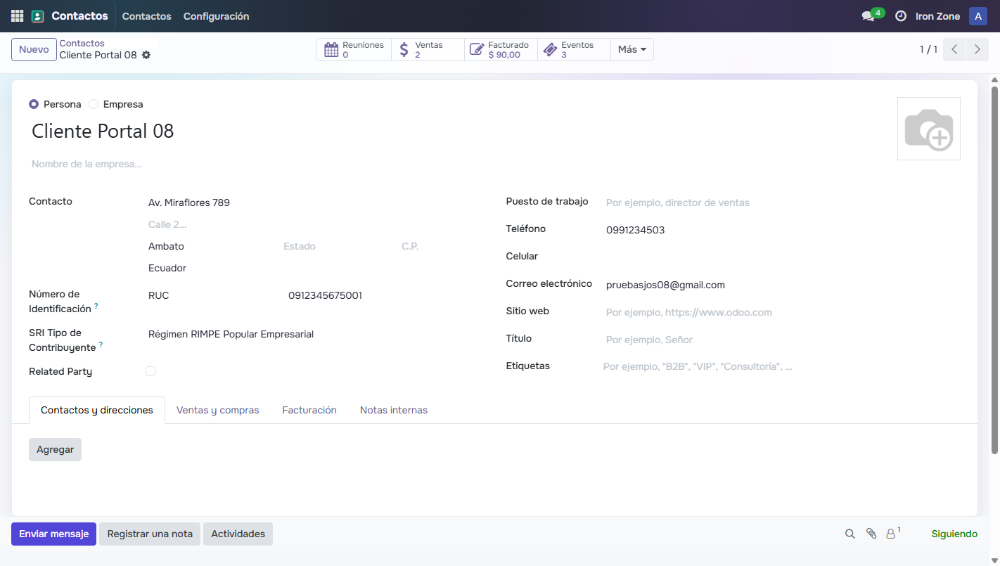 Contactos Contactos Configuración 4 Iron Zone A
Nuevo Contactos
Cliente Portal 08
Reuniones 0
Ventas 2
Facturado $ 90,00
Eventos 3
Más
1 / 1
Persona Empresa
Cliente Portal 08
Nombre de la empresa...
Contacto Av. Miraflores 789
Calle 2...
Ambato Estado C.P.
Ecuador
Número de Identificación ? RUC 0912345675001
SRI Tipo de Contribuyente ? Régimen RIMPE Popular Empresarial
Related Party
Puesto de trabajo Por ejemplo, director de ventas
Teléfono 0991234503
Celular
Correo electrónico pruebasjos08@gmail.com
Sitio web Por ejemplo, https://www.odoo.com
Título Por ejemplo, Señor
Etiquetas Por ejemplo, "B2B", "VIP", "Consultoría", ...
Contactos y direcciones Ventas y compras Facturación Notas internas
Agregar
Enviar mensaje Registrar una nota Actividades 1 Siguiendo